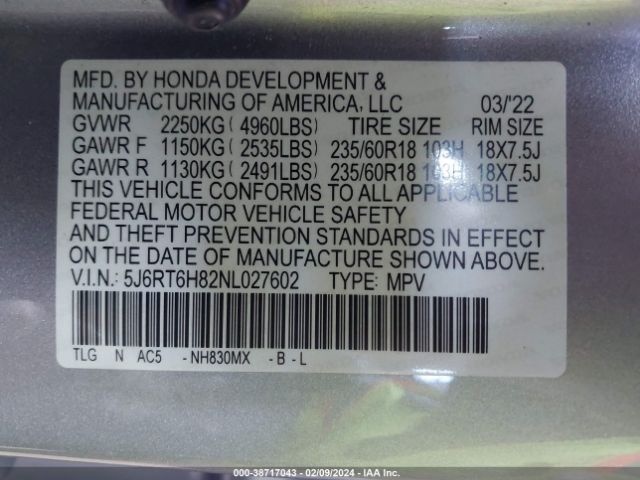 MFD. BY HONDA DEVELOPMENT &
MANUFACTURING OF AMERICA, LLC 03/'22
GVWR 2250KG( 4960LBS) TIRE SIZE RIM SIZE
GAWR F 1150KG( 2535LBS) 235/60R18 103H 18X7.5J
GAWR R 1130KG( 2491LBS) 235/60R18 103H 18X7.5J
THIS VEHICLE CONFORMS TO ALL APPLICABLE
FEDERAL MOTOR VEHICLE SAFETY
AND THEFT PREVENTION STANDARDS IN EFFECT
ON THE DATE OF MANUFACTURE SHOWN ABOVE.
V.I.N.: 5J6RT6H82NL027602 TYPE: MPV
TLG N AC5 -NH830MX -B-L
000-38717043 - 02/09/2024 - IAA Inc.